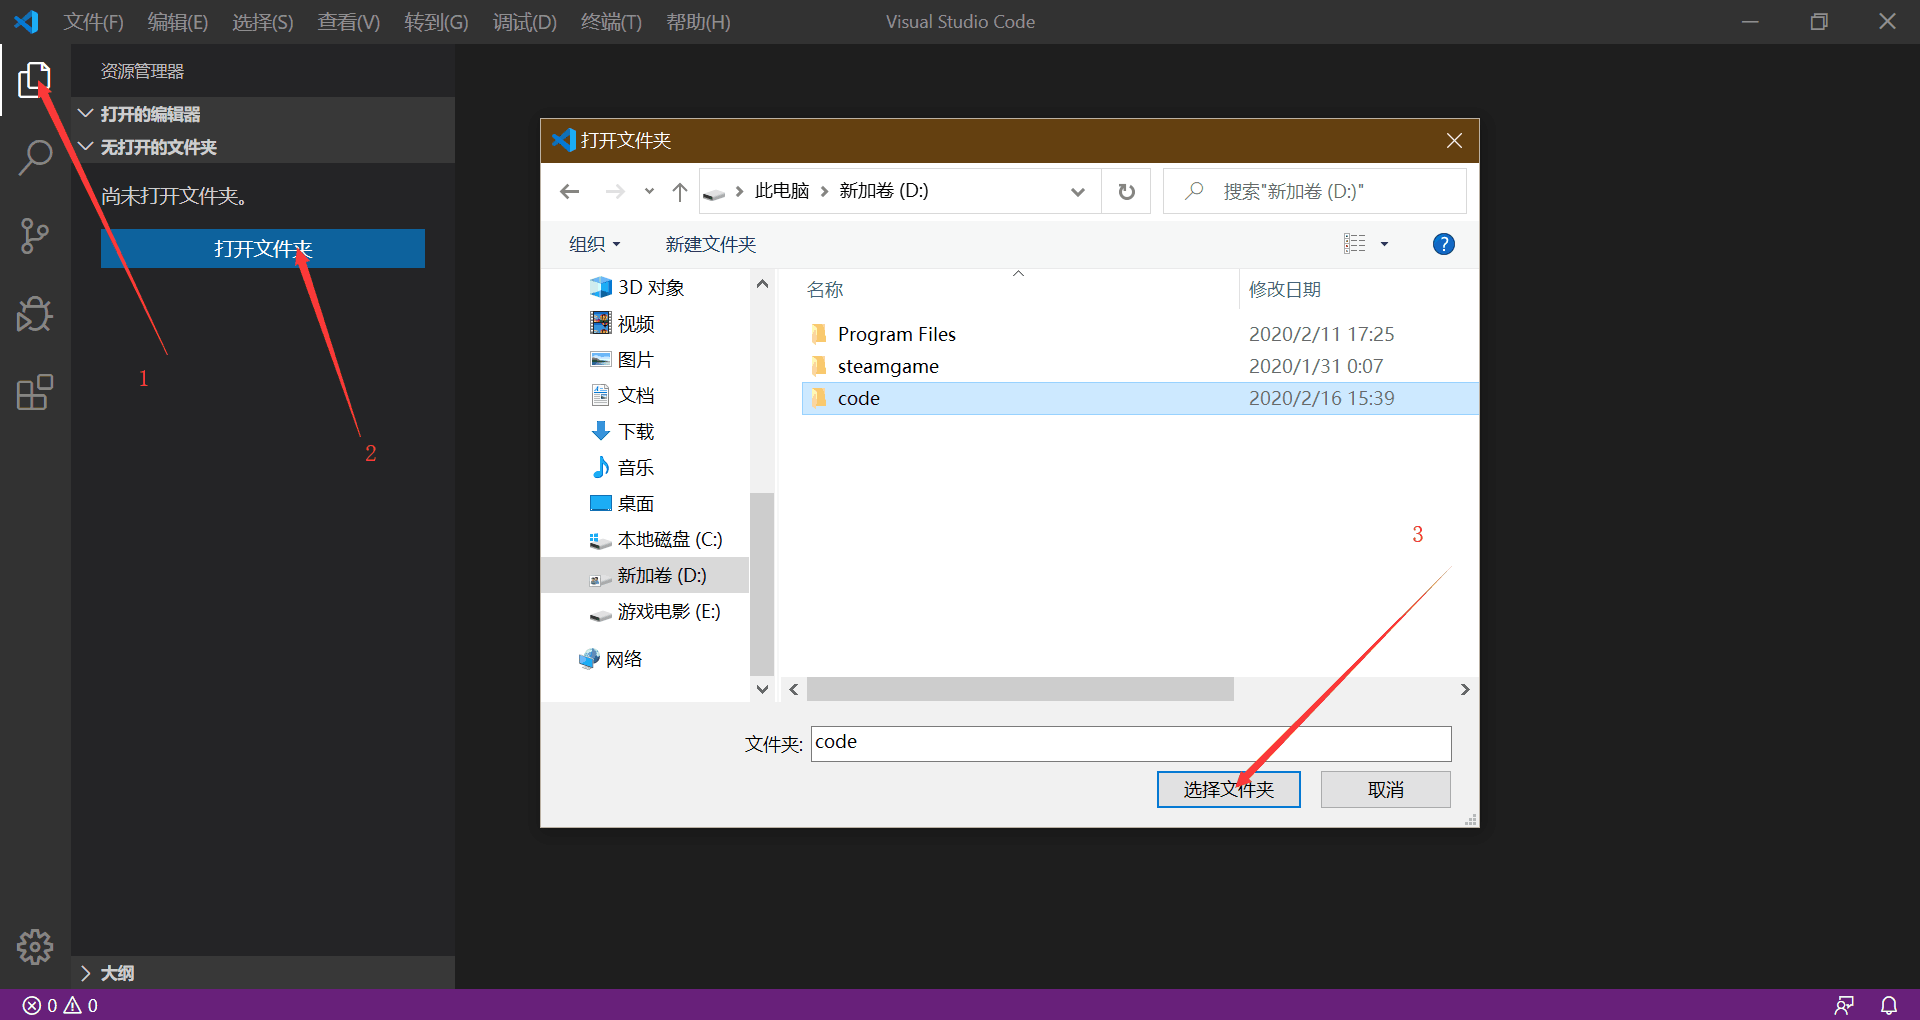 文件(F) 编辑(E) 选择(S) 查看(V) 转到(G) 调试(D) 终端(T) 帮助(H) Visual Studio Code
资源管理器
打开的编辑器
无打开的文件夹
尚未打开文件夹。
打开文件夹
1
2
打开文件夹
此电脑 新加卷 (D:)
搜索"新加卷 (D:)"
组织 新建文件夹
?
3D 对象
视频
图片
文档
下载
音乐
桌面
本地磁盘 (C:)
新加卷 (D:)
游戏电影 (E:)
网络
名称 修改日期
Program Files 2020/2/11 17:25
steamgame 2020/1/31 0:07
code 2020/2/16 15:39
3
文件夹: code
选择文件夹 取消
大纲
0 0